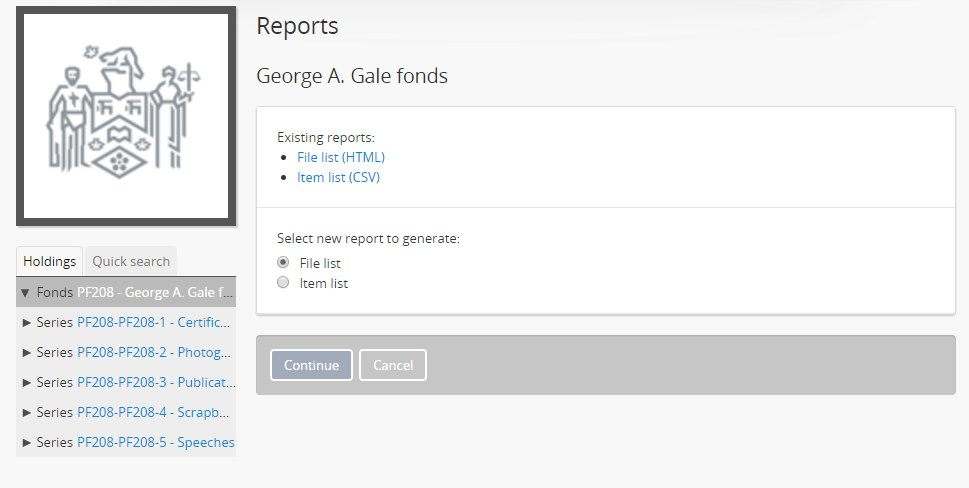 Reports
George A. Gale fonds
Existing reports:
File list (HTML)
Item list (CSV)
Select new report to generate:
File list
Item list
Continue
Cancel
Holdings
Quick search
Fonds PF208 - George A. Gale f...
Series PF208-PF208-1 - Certific...
Series PF208-PF208-2 - Photog...
Series PF208-PF208-3 - Publicat...
Series PF208-PF208-4 - Scrapb...
Series PF208-PF208-5 - Speeches